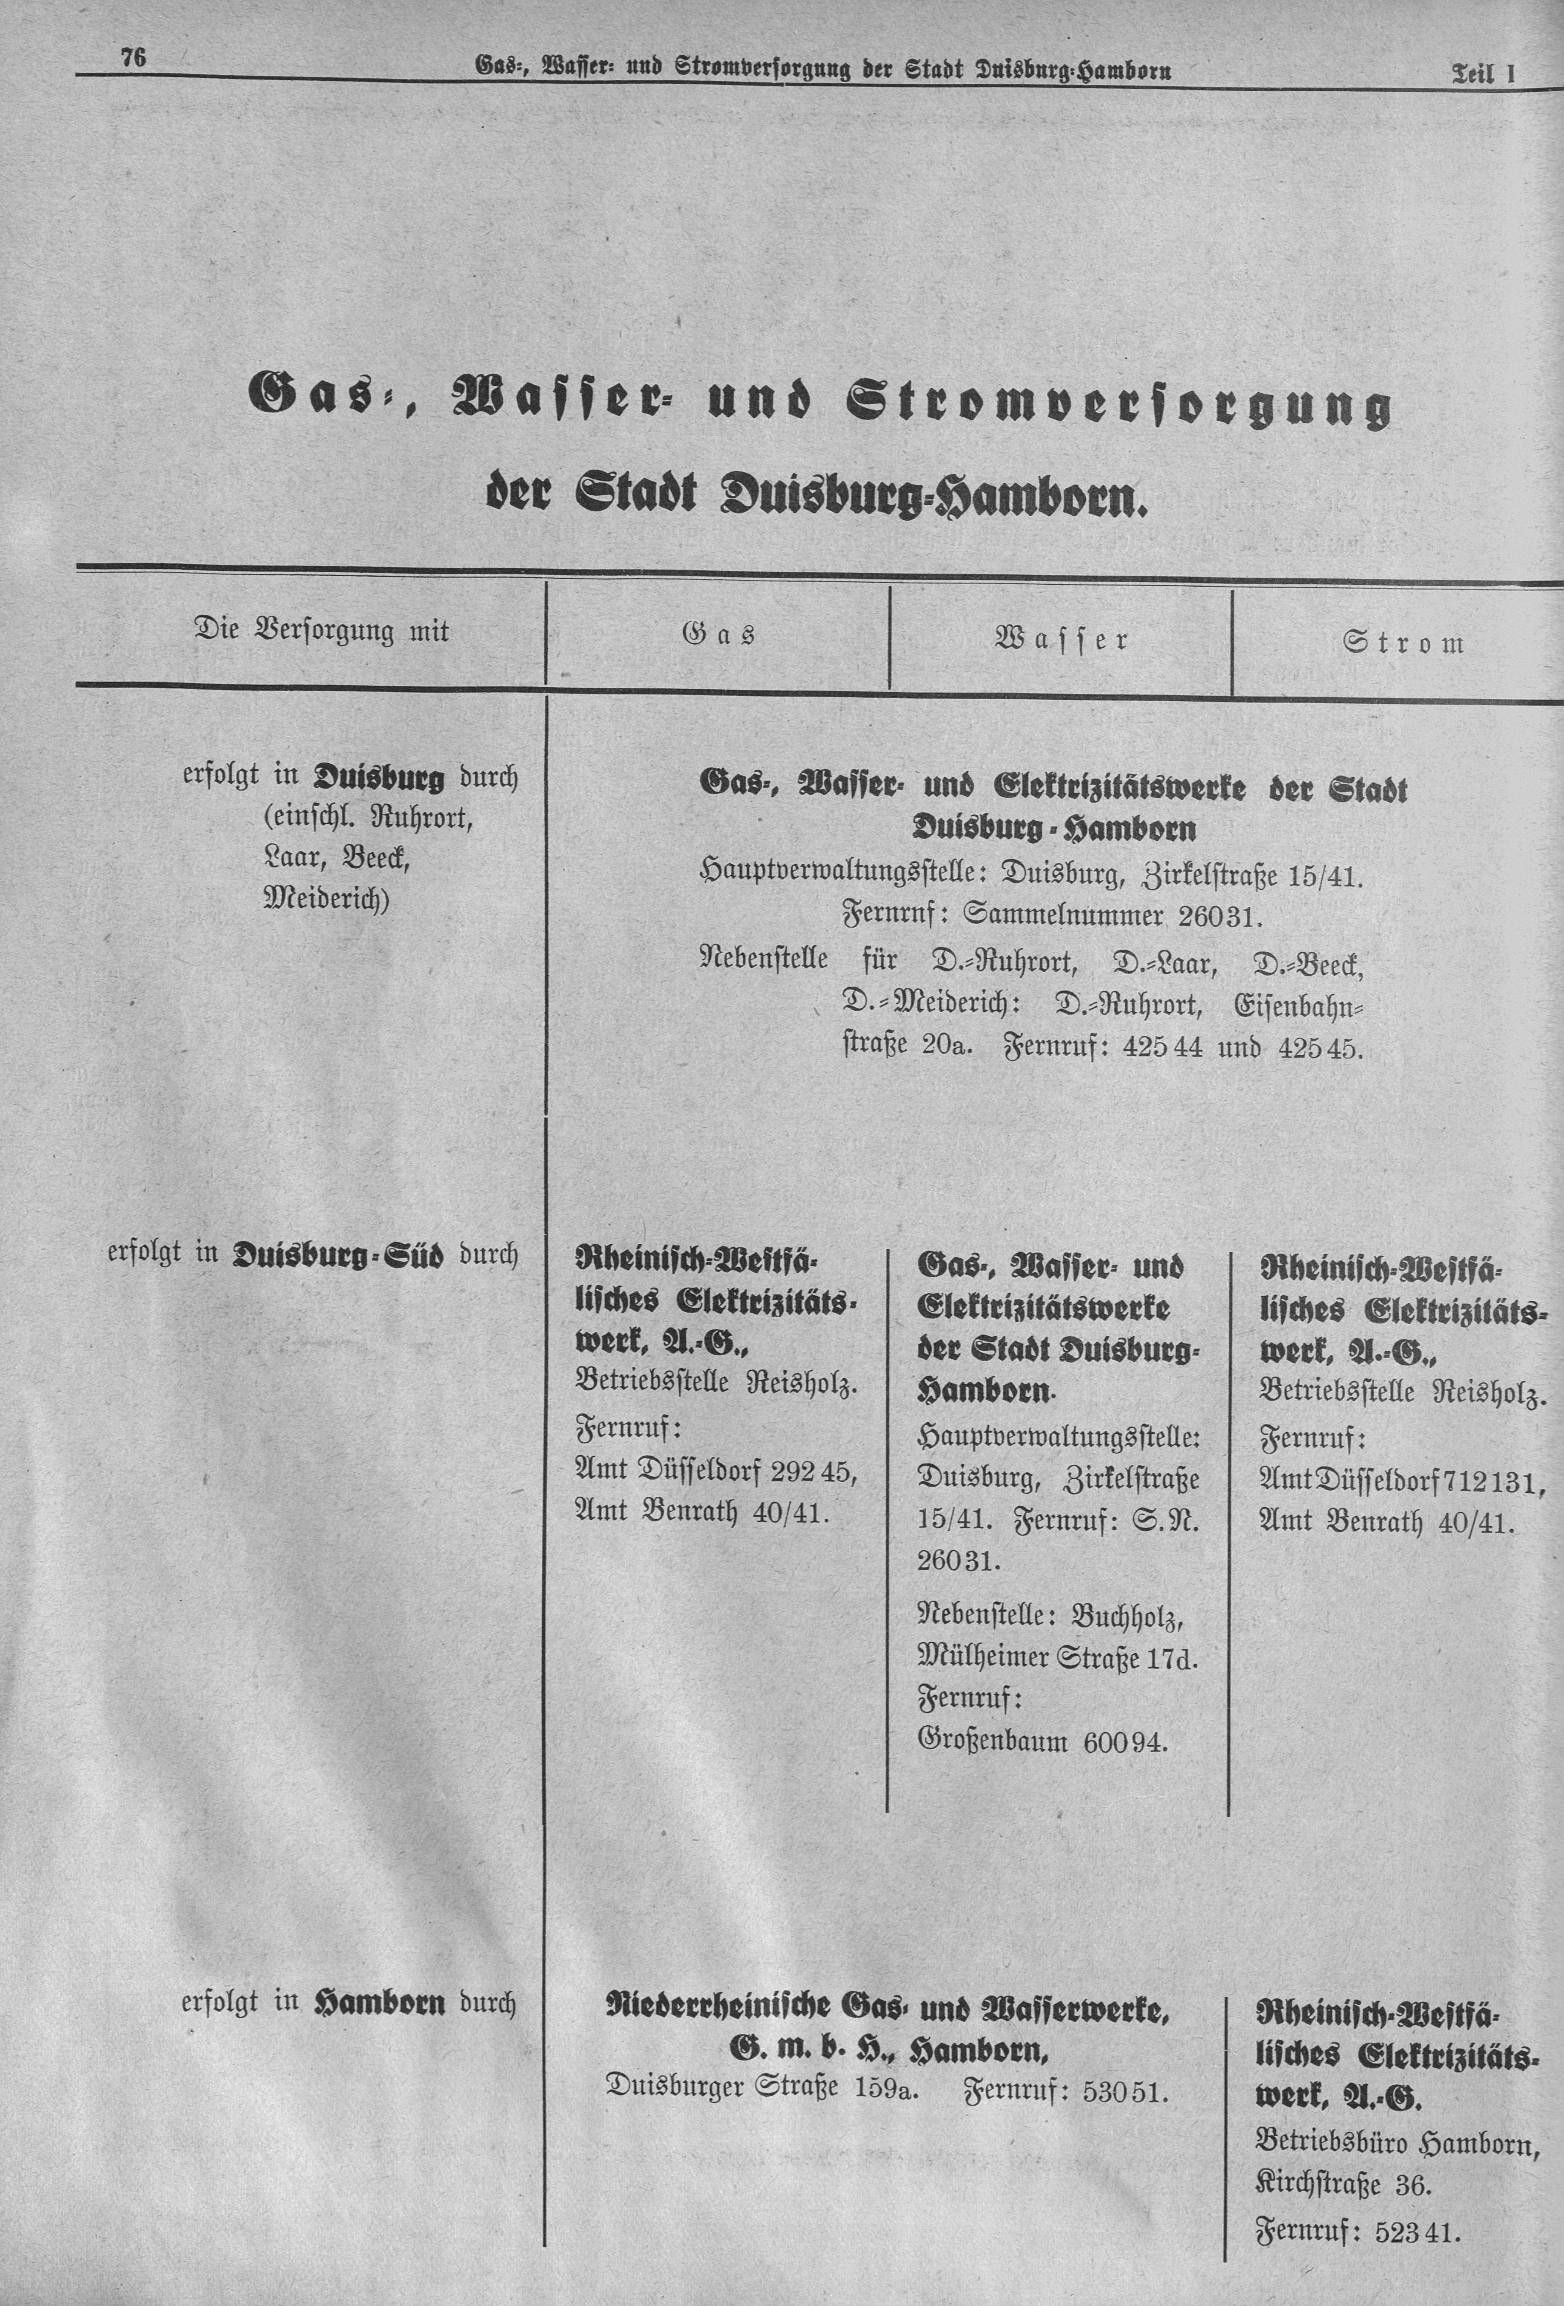 76
Gas-, Wasser- und Stromversorgung der Stadt Duisburg-Hamborn
Teil I
Gas-, Wasser- und Stromversorgung
der Stadt Duisburg-Hamborn.
Die Versorgung mit
Gas
Wasser
Strom
erfolgt in Duisburg durch
(einschl. Ruhrort,
Laar, Beeck,
Meiderich)
Gas-, Wasser- und Elektrizitätswerke der Stadt
Duisburg-Hamborn
Hauptverwaltungsstelle: Duisburg, Zirkelstraße 15/41.
Fernruf: Sammelnummer 26031.
Nebenstelle für D.-Ruhrort, D.-Laar, D.-Beeck,
D.-Meiderich: D.-Ruhrort, Eisenbahn-
straße 20a. Fernruf: 42544 und 42545.
erfolgt in Duisburg-Süd durch
Rheinisch-Westfä-
lisches Elektrizitäts-
werk, A.-G.,
Betriebsstelle Reisholz.
Fernruf:
Amt Düsseldorf 29245,
Amt Benrath 40/41.
Gas-, Wasser- und
Elektrizitätswerke
der Stadt Duisburg-
Hamborn.
Hauptverwaltungsstelle:
Duisburg, Zirkelstraße
15/41. Fernruf: S.N.
26031.
Nebenstelle: Buchholz,
Mülheimer Straße 17d.
Fernruf:
Großenbaum 60094.
Rheinisch-Westfä-
lisches Elektrizitäts-
werk, A.-G.,
Betriebsstelle Reisholz.
Fernruf:
Amt Düsseldorf 712131,
Amt Benrath 40/41.
erfolgt in Hamborn durch
Niederrheinische Gas- und Wasserwerke,
G. m. b. H., Hamborn,
Duisburger Straße 159a. Fernruf: 53051.
Rheinisch-Westfä-
lisches Elektrizitäts-
werk, A.-G.
Betriebsbüro Hamborn,
Kirchstraße 36.
Fernruf: 52341.